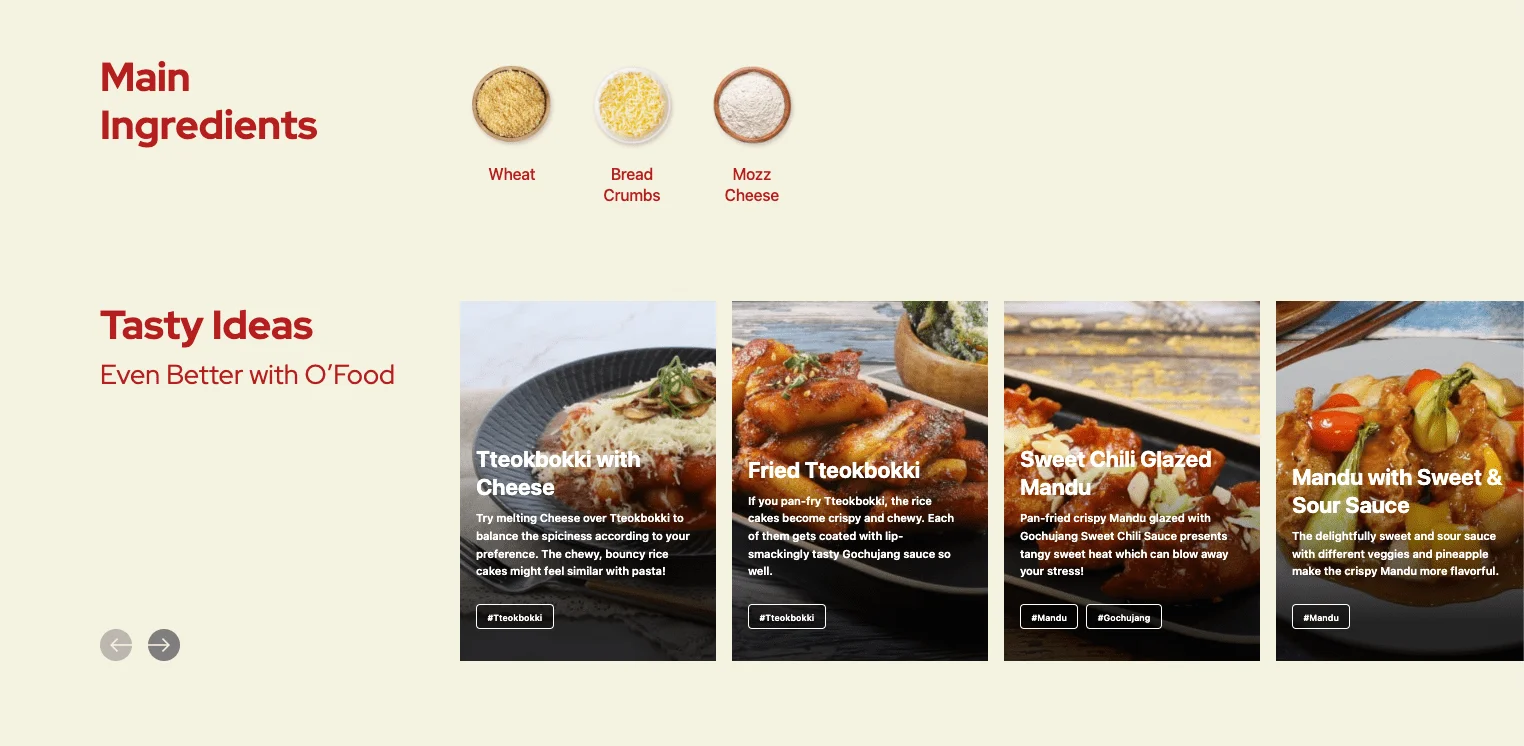 Main
Ingredients
Wheat
Bread
Crumbs
Mozz
Cheese
Tasty Ideas
Even Better with O’Food
Tteokbokki with
Cheese
Try melting Cheese over Tteokbokki to
balance the spiciness according to your
preference. The chewy, bouncy rice
cakes might feel similar with pasta!
#Tteokbokki
Fried Tteokbokki
If you pan-fry Tteokbokki, the rice
cakes become crispy and chewy. Each
of them gets coated with lip-
smackingly tasty Gochujang sauce so
well.
#Tteokbokki
Sweet Chili Glazed
Mandu
Pan-fried crispy Mandu glazed with
Gochujang Sweet Chili Sauce presents
tangy sweet heat which can blow away
your stress!
#Mandu
#Gochujang
Mandu with Sweet &
Sour Sauce
The delightfully sweet and sour sauce
with different veggies and pineapple
make the crispy Mandu more flavorful.
#Mandu